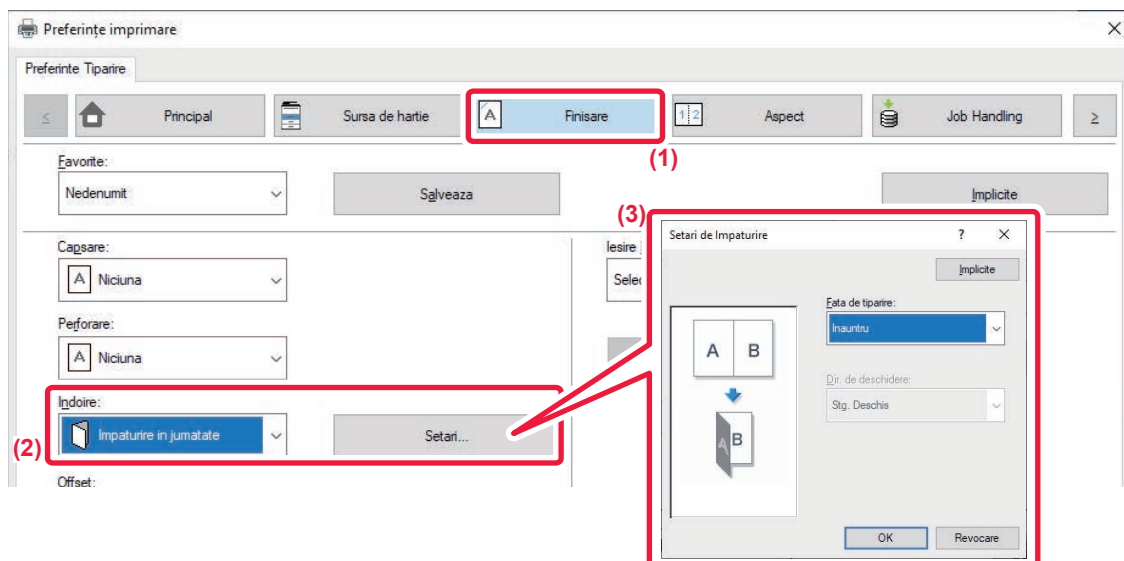 Preferințe imprimare
Preferinte Tiparire
≤ Principal Sursa de hartie A Finisare 1 2 Aspect Job Handling ≥
(1)
Favorite:
Nedenumit Salveaza Implicite
Capsare:
A Niciuna
Perforare:
A Niciuna
Indoire:
(2) Impaturire in jumatate Setari...
Offset:
Iesire
Selec
(3)
Setari de Impaturire ? ×
Implicite
A B
A B
Fata de tiparire:
Inauntru
Dir. de deschidere:
Stg. Deschis
OK Revocare